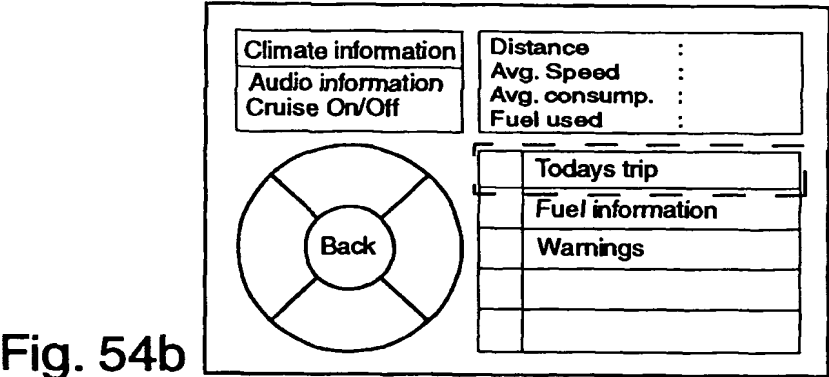 Climate information
Audio information
Cruise On/Off
Distance :
Avg. Speed :
Avg. consump. :
Fuel used :
Todays trip
Fuel information
Warnings
Back
Fig. 54b